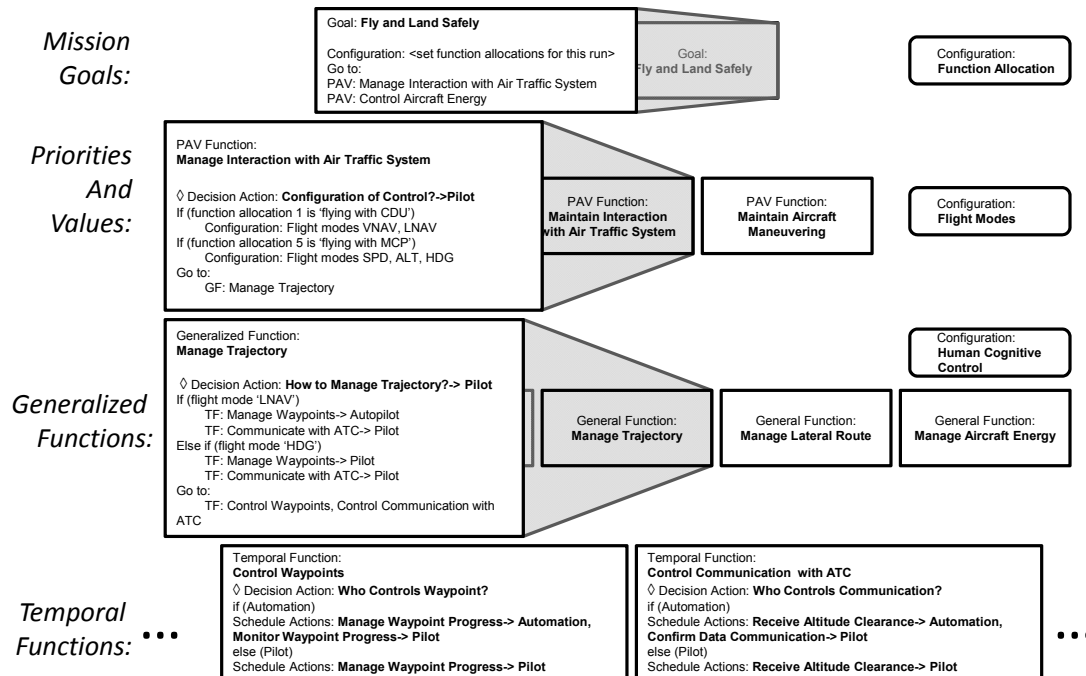 Mission
Goals:
Goal: Fly and Land Safely
Configuration: <set function allocations for this run>
Go to:
PAV: Manage Interaction with Air Traffic System
PAV: Control Aircraft Energy
Goal:
Fly and Land Safely
Configuration:
Function Allocation
Priorities
And
Values:
PAV Function:
Manage Interaction with Air Traffic System
◊ Decision Action: Configuration of Control?->Pilot
If (function allocation 1 is ‘flying with CDU’)
Configuration: Flight modes VNAV, LNAV
If (function allocation 5 is ‘flying with MCP’)
Configuration: Flight modes SPD, ALT, HDG
Go to:
GF: Manage Trajectory
PAV Function:
Maintain Interaction
with Air Traffic System
PAV Function:
Maintain Aircraft
Maneuvering
Configuration:
Flight Modes
Generalized
Functions:
Generalized Function:
Manage Trajectory
◊ Decision Action: How to Manage Trajectory?-> Pilot
If (flight mode ‘LNAV’)
TF: Manage Waypoints-> Autopilot
TF: Communicate with ATC-> Pilot
Else if (flight mode ‘HDG’)
TF: Manage Waypoints-> Pilot
TF: Communicate with ATC-> Pilot
Go to:
TF: Control Waypoints, Control Communication with
ATC
General Function:
Manage Trajectory
General Function:
Manage Lateral Route
Configuration:
Human Cognitive
Control
General Function:
Manage Aircraft Energy
Temporal
Functions:
...
Temporal Function:
Control Waypoints
◊ Decision Action: Who Controls Waypoint?
if (Automation)
Schedule Actions: Manage Waypoint Progress-> Automation,
Monitor Waypoint Progress-> Pilot
else (Pilot)
Schedule Actions: Manage Waypoint Progress-> Pilot
Temporal Function:
Control Communication with ATC
◊ Decision Action: Who Controls Communication?
if (Automation)
Schedule Actions: Receive Altitude Clearance-> Automation,
Confirm Data Communication-> Pilot
else (Pilot)
Schedule Actions: Receive Altitude Clearance-> Pilot
...